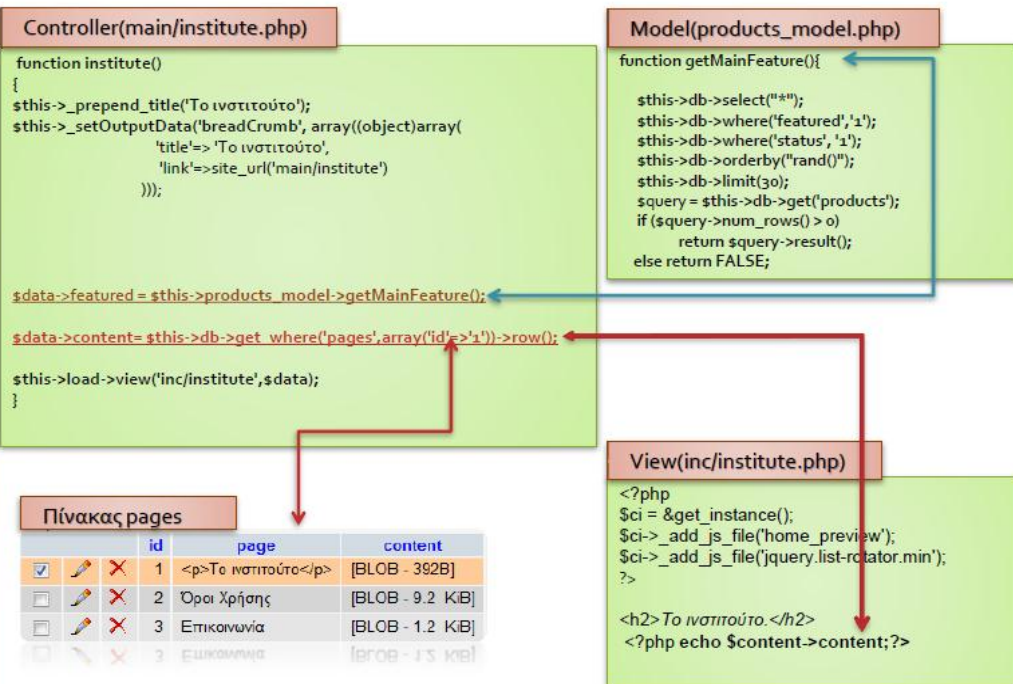 Controller(main/institute.php)
function institute()
{
$this->_prepend_title('Το ινστιτούτο');
$this->_setOutputData('breadCrumb', array((object)array(
'title'=> 'Το ινστιτούτο',
'link'=>site_url('main/institute')
)));
$data->featured = $this->products_model->getMainFeature();
$data->content= $this->db->get_where('pages',array('id'=>'1'))->row();
$this->load->view('inc/institute',$data);
}
Model(products_model.php)
function getMainFeature(){
$this->db->select("*");
$this->db->where('featured','1');
$this->db->where('status', '1');
$this->db->orderby("rand()");
$this->db->limit(30);
$query = $this->db->get('products');
if ($query->num_rows() > 0)
return $query->result();
else return FALSE;
Πίνακας pages
id page content
1 <p>Το ινστιτούτο</p> [BLOB - 392B]
2 Όροι Χρήσης [BLOB - 9.2 KiB]
3 Επικοινωνία [BLOB - 1.2 KiB]
View(inc/institute.php)
<?php
$ci = &get_instance();
$ci->_add_js_file('home_preview');
$ci->_add_js_file('jquery.list-rotator.min');
?>
<h2>Το ινστιτούτο.</h2>
<?php echo $content->content;?>